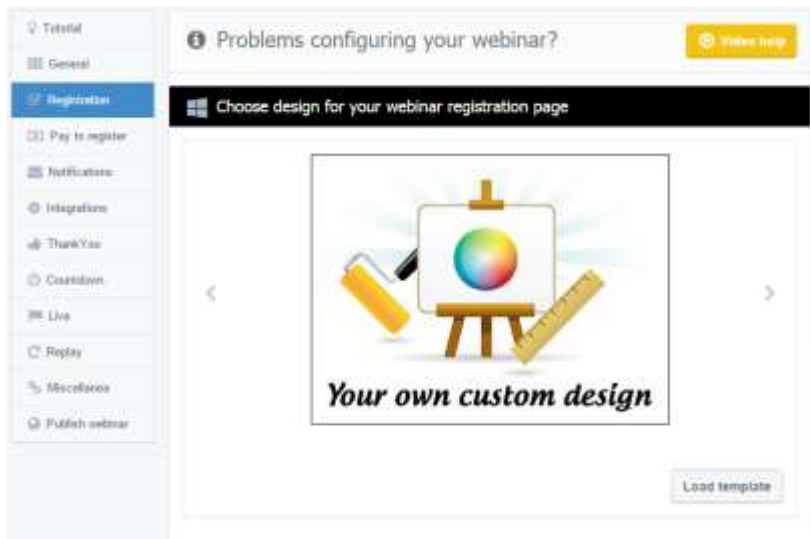 Tutorial
General
Registration
Pay to register
Notifications
Integrations
ThankYou
Countdown
Live
Replay
Miscellanea
Publish webinar
Problems configuring your webinar?
Video help
Choose design for your webinar registration page
Your own custom design
Load template